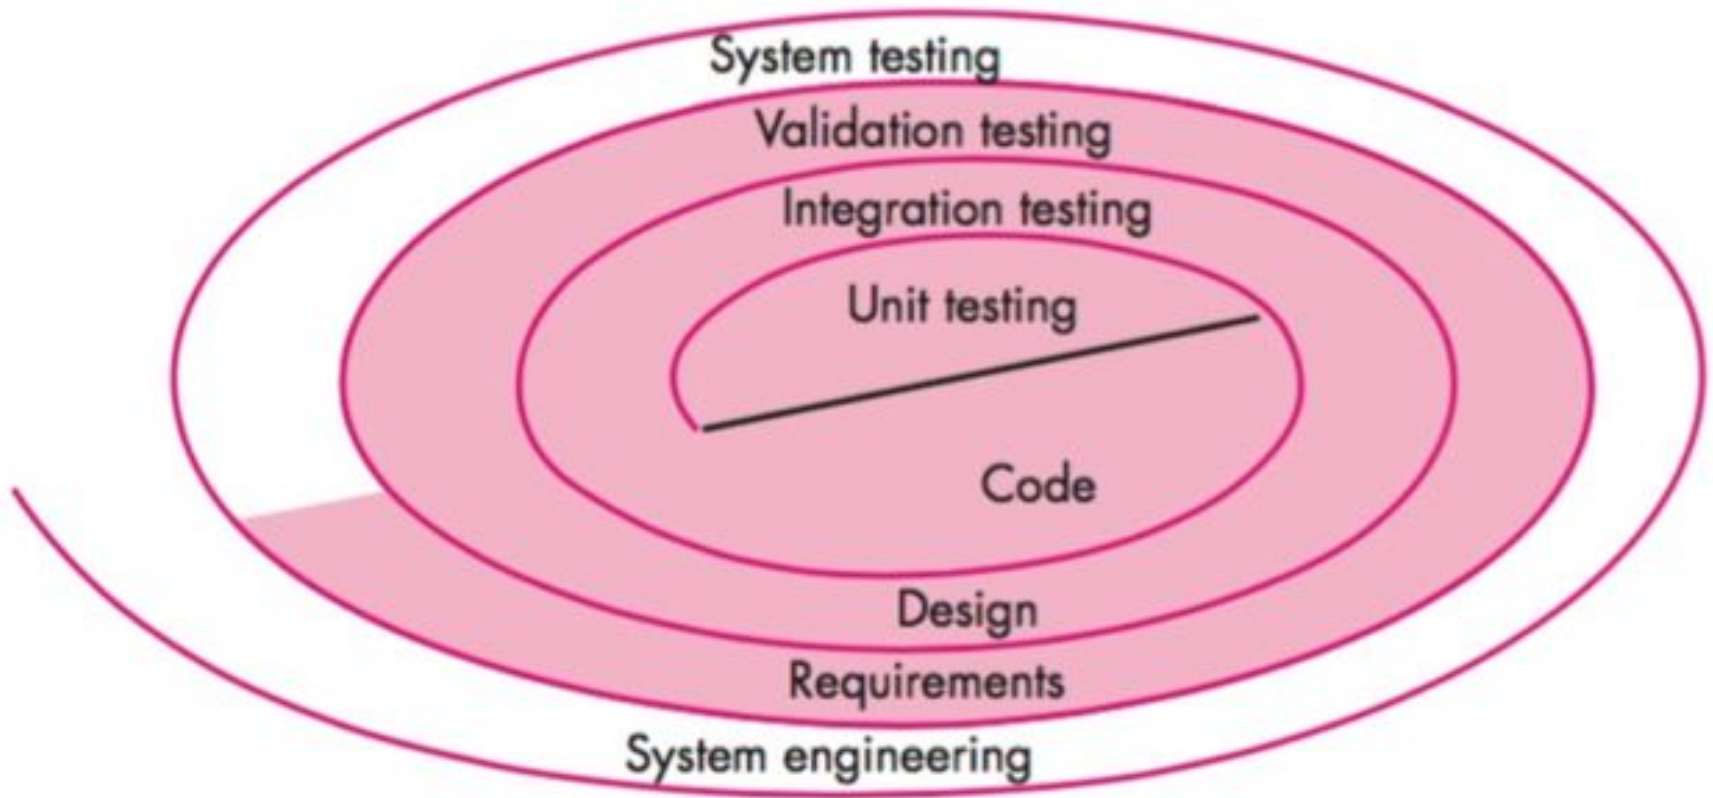 System testing
Validation testing
Integration testing
Unit testing
Code
Design
Requirements
System engineering